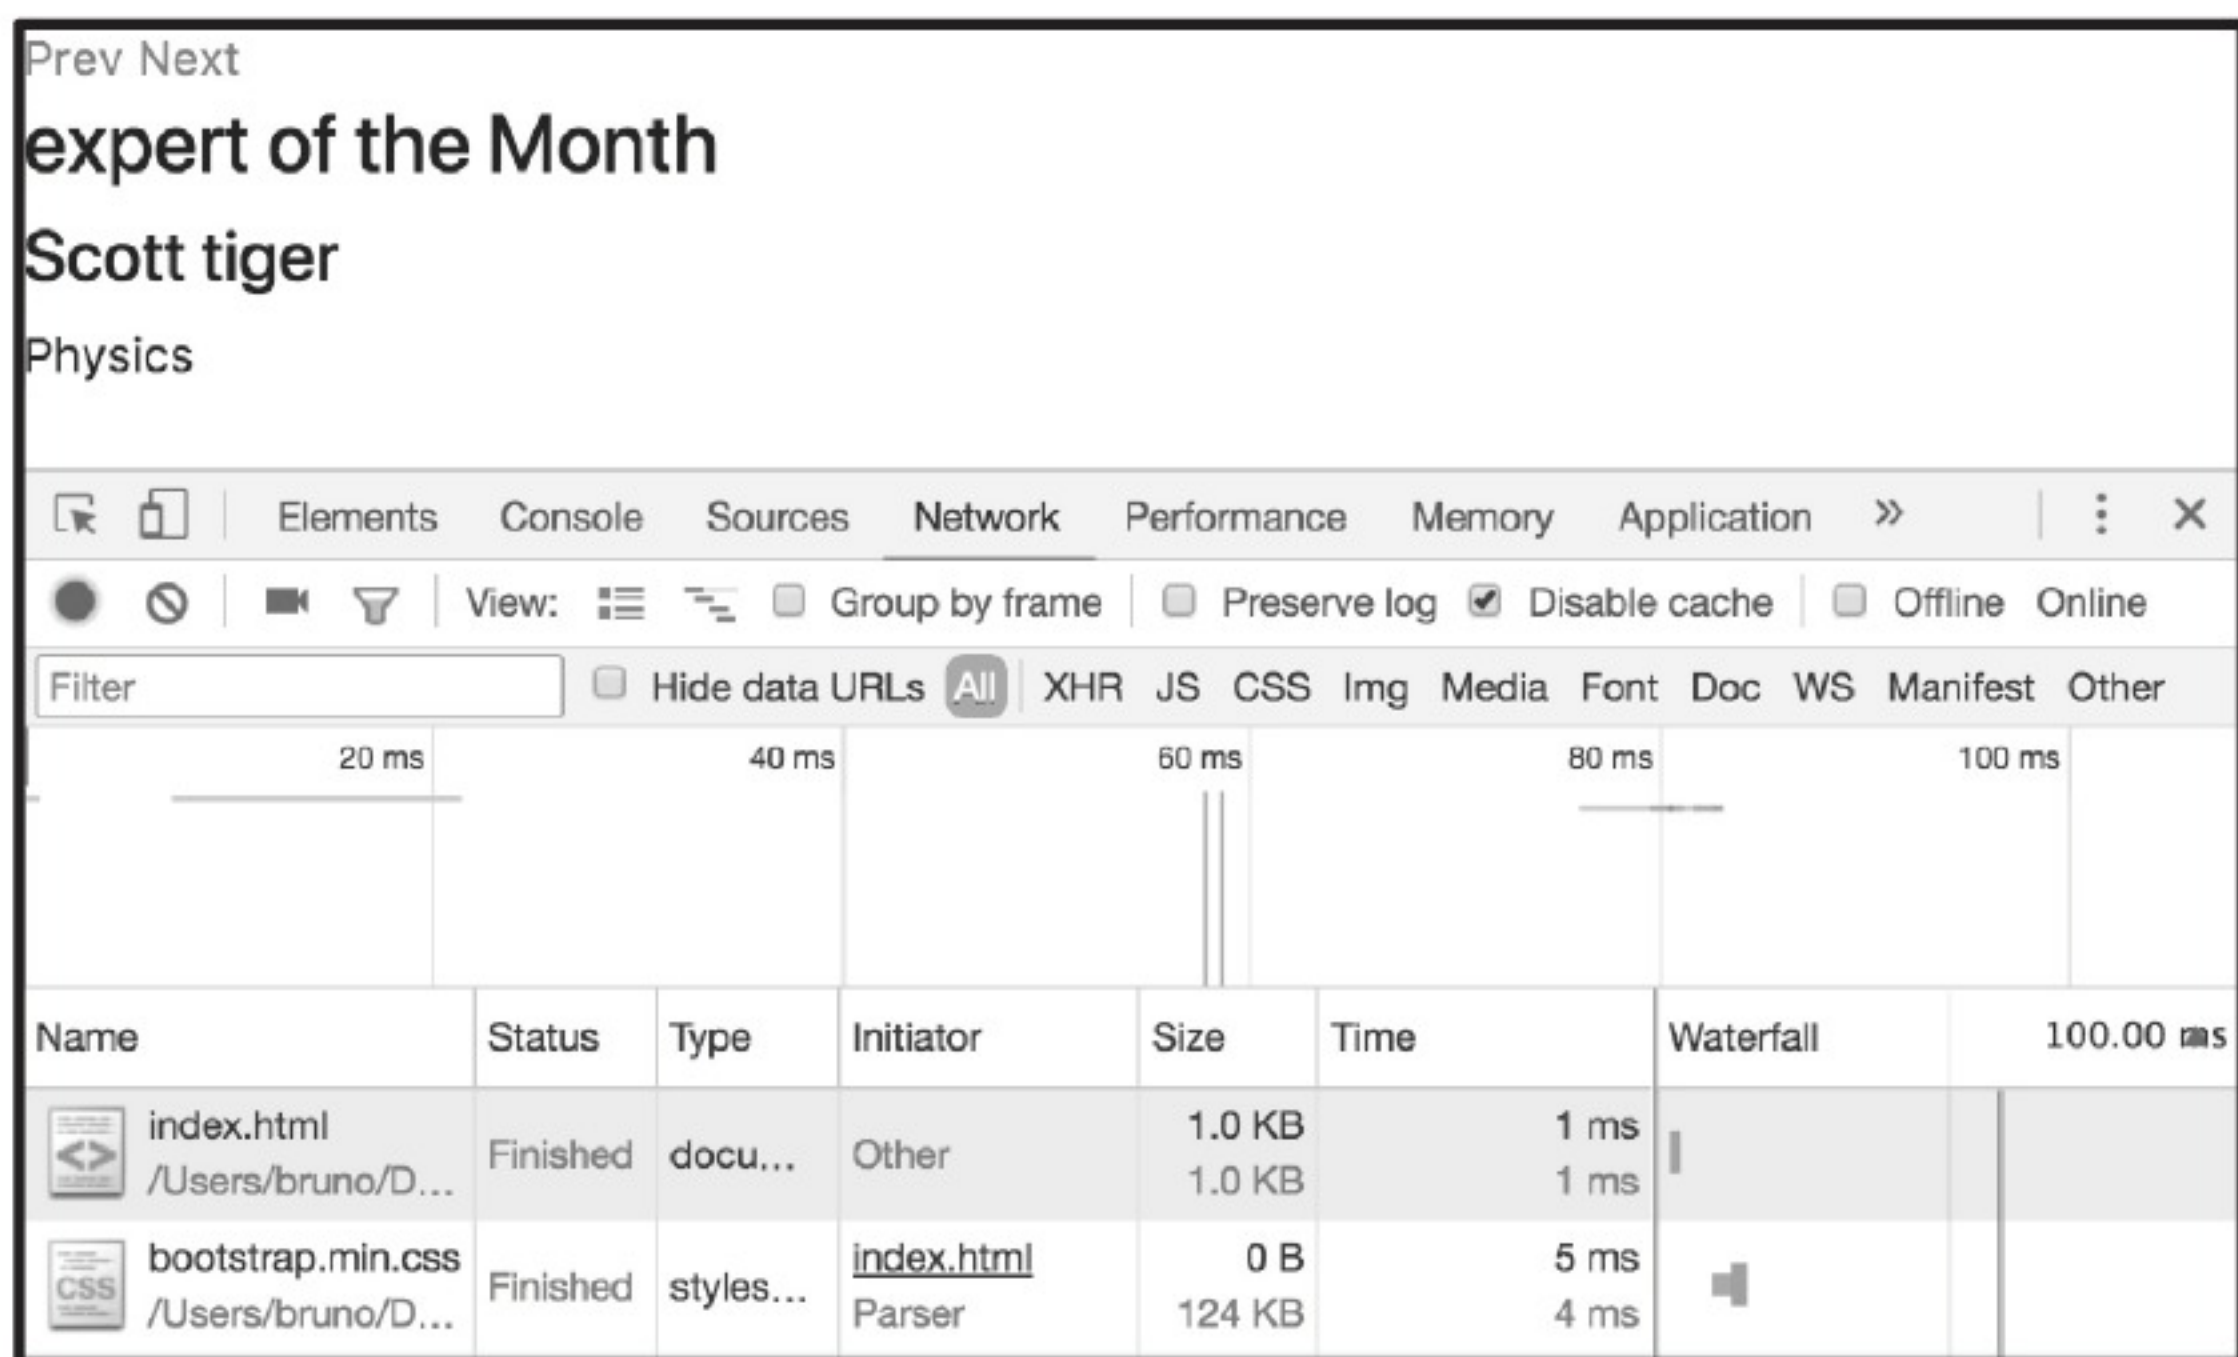 Prev Next
expert of the Month
Scott tiger
Physics
Elements Console Sources Network Performance Memory Application »
View: Group by frame Preserve log Disable cache Offline Online
Filter Hide data URLs All XHR JS CSS Img Media Font Doc WS Manifest Other
20 ms 40 ms 60 ms 80 ms 100 ms
Name Status Type Initiator Size Time Waterfall 100.00 ms
index.html 1.0 KB 1 ms
<> Finished docu... Other
/Users/bruno/D... 1.0 KB 1 ms
bootstrap.min.css index.html 0 B 5 ms
CSS Finished styles...
/Users/bruno/D... Parser 124 KB 4 ms